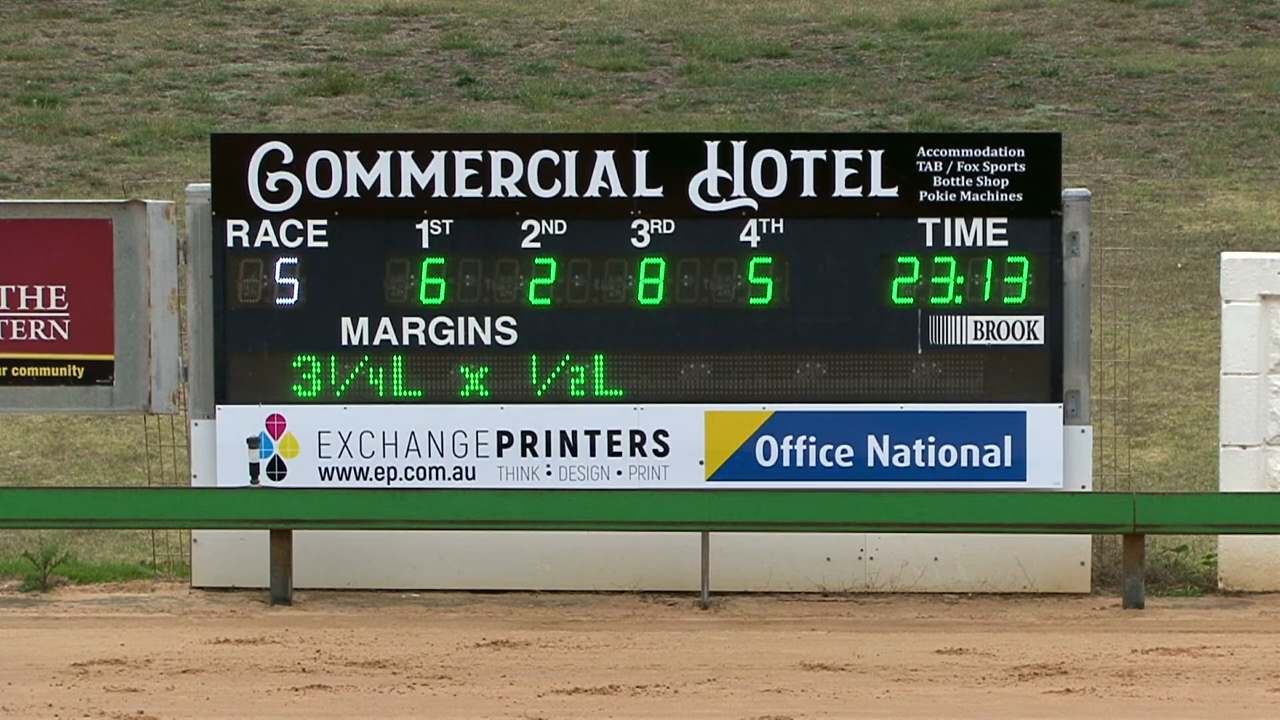 COMMERCIAL HOTEL
Accommodation
TAB / Fox Sports
Bottle Shop
Pokie Machines
RACE 1ST 2ND 3RD 4TH TIME
5 6 2 8 5 23:13
MARGINS
BROOK
3 1/4L x 1/2L
THE
TERN
r community
EXCHANGEPRINTERS
www.ep.com.au
THINK : DESIGN • PRINT
Office National